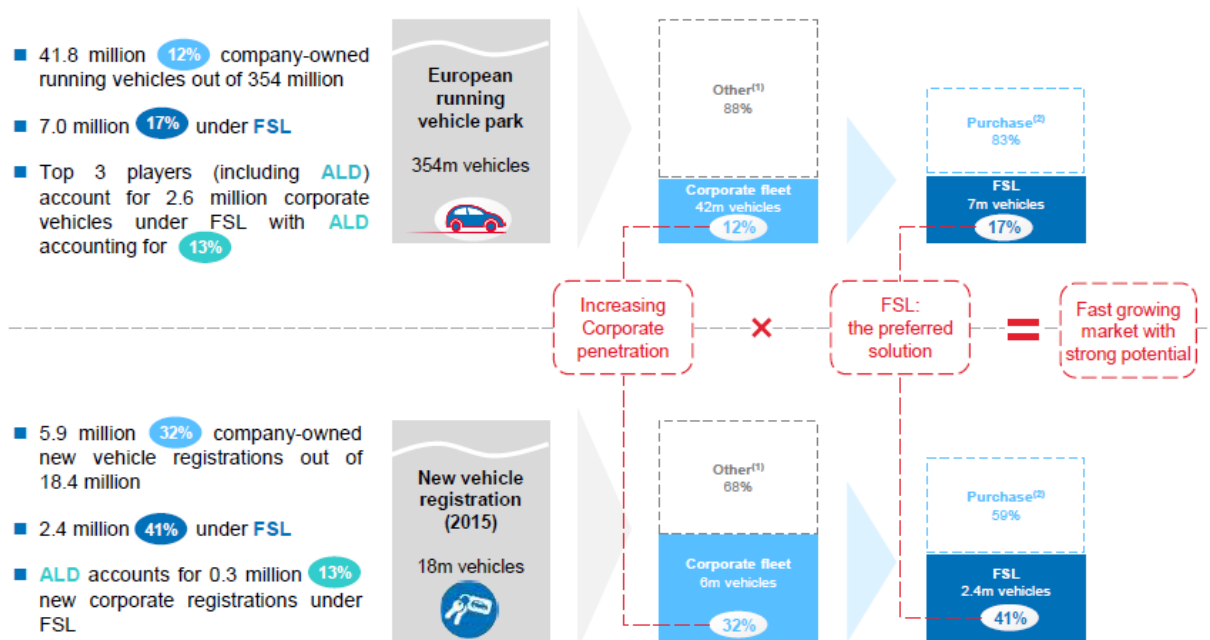 ■ 41.8 million 12% company-owned
running vehicles out of 354 million
■ 7.0 million 17% under FSL
■ Top 3 players (including ALD)
account for 2.6 million corporate
vehicles under FSL with ALD
accounting for 13%
European
running
vehicle park
354m vehicles
Other(1)
88%
Corporate fleet
42m vehicles
12%
Purchase(2)
83%
FSL
7m vehicles
17%
Increasing
Corporate
penetration
×
FSL:
the preferred
solution
=
Fast growing
market with
strong potential
■ 5.9 million 32% company-owned
new vehicle registrations out of
18.4 million
■ 2.4 million 41% under FSL
■ ALD accounts for 0.3 million 13%
new corporate registrations under
FSL
New vehicle
registration
(2015)
18m vehicles
Other(1)
68%
Corporate fleet
6m vehicles
32%
Purchase(2)
59%
FSL
2.4m vehicles
41%